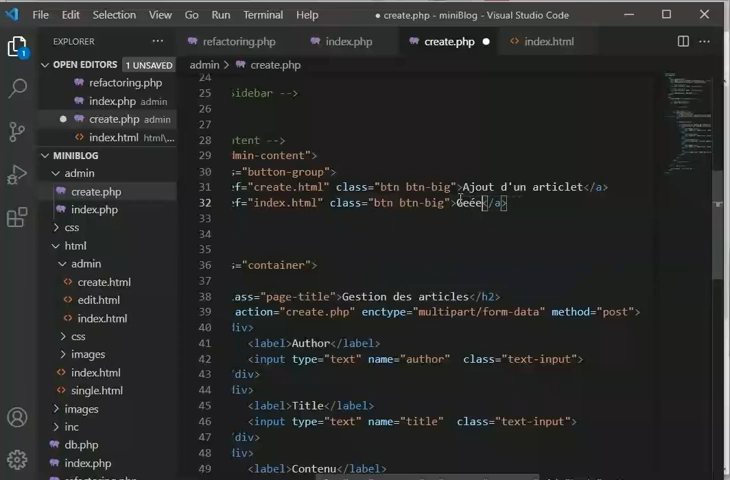 File Edit Selection View Go Run Terminal Help ● create.php - miniBlog - Visual Studio Code
EXPLORER ...
refactoring.php index.php create.php ● index.html ...
OPEN EDITORS 1 UNSAVED
refactoring.php
index.php admin
● create.php admin
index.html html\...
MINIBLOG
admin
create.php
index.php
css
html
admin
create.html
edit.html
index.html
css
images
index.html
single.html
images
inc
db.php
index.php
1
admin > create.php
24
25 sidebar -->
26
27
28 ntent -->
29 dmin-content">
30 s="button-group">
31 ef="create.html" class="btn btn-big">Ajout d'un articlet</a>
32 ef="index.html" class="btn btn-big">Geée</a>
33
34
35
36 s="container">
37
38 lass="page-title">Gestion des articles</h2>
39 action="create.php" enctype="multipart/form-data" method="post">
40 div>
41 <label>Author</label>
42 <input type="text" name="author" class="text-input">
43 /div>
44 div>
45 <label>Title</label>
46 <input type="text" name="title" class="text-input">
47 /div>
48 div>
49 <label>Contenu</label>